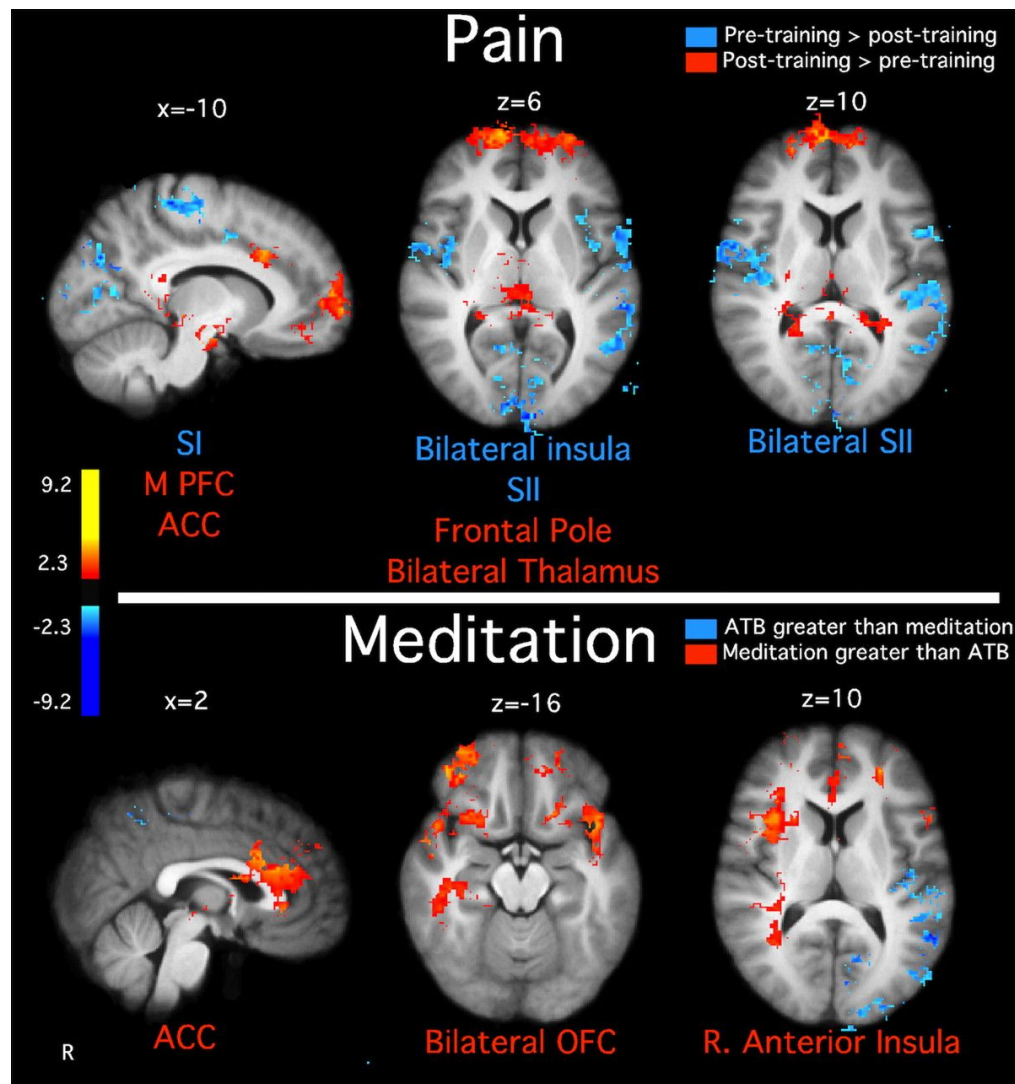 Pain
Pre-training > post-training
Post-training > pre-training
x=-10
z=6
z=10
SI
M PFC
ACC
Bilateral insula
SII
Frontal Pole
Bilateral Thalamus
Bilateral SII
9.2
2.3
-2.3
-9.2
Meditation
ATB greater than meditation
Meditation greater than ATB
x=2
z=-16
z=10
R
ACC
Bilateral OFC
R. Anterior Insula